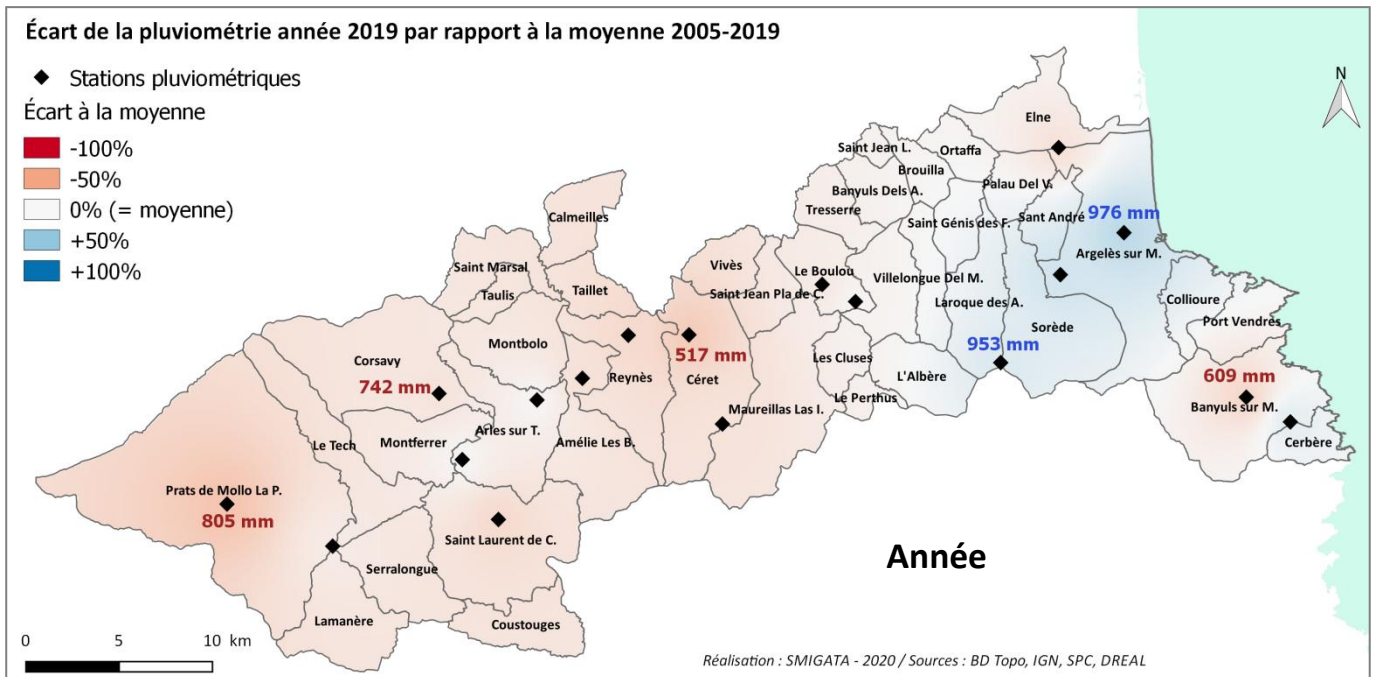 Écart de la pluviométrie année 2019 par rapport à la moyenne 2005-2019
Stations pluviométriques
Écart à la moyenne
-100%
-50%
0% (= moyenne)
+50%
+100%
N
Elne
Saint Jean L.
Ortaffa
Brouilla
Banyuls Dels A.
Palau Del V.
Tresserre
Calmeilles
Saint Génis des F.
Sant André
976 mm
Argelès sur M.
Saint Marsal
Vivès
Le Boulou
Villelongue Del M.
Taulis
Taillet
Saint Jean Pla de C.
Laroque des A.
Collioure
Port Vendres
Sorède
Montbolo
953 mm
Corsavy
517 mm
Les Cluses
742 mm
Reynès
Céret
L'Albère
609 mm
Le Perthus
Banyuls sur M.
Maureillas Las I.
Arles sur T.
Le Tech
Montferrer
Amélie Les B.
Cerbère
Prats de Mollo La P.
805 mm
Saint Laurent de C.
Année
Serralongue
Lamanère
Coustouges
0 5 10 km
Réalisation : SMIGATA - 2020 / Sources : BD Topo, IGN, SPC, DREAL